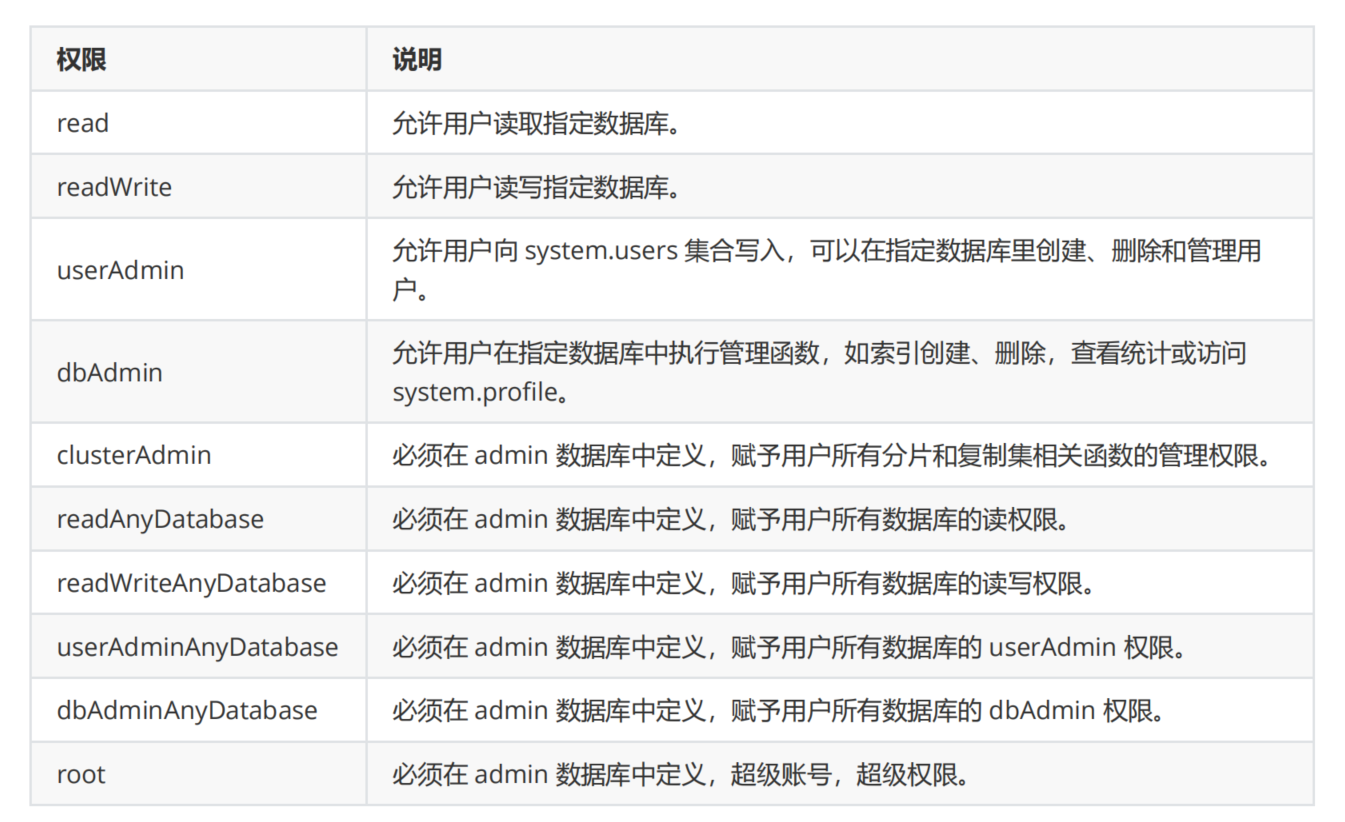 权限 说明
read 允许用户读取指定数据库。
readWrite 允许用户读写指定数据库。
userAdmin 允许用户向 system.users 集合写入，可以在指定数据库里创建、删除和管理用
户。
dbAdmin 允许用户在指定数据库中执行管理函数，如索引创建、删除，查看统计或访问
system.profile。
clusterAdmin 必须在 admin 数据库中定义，赋予用户所有分片和复制集相关函数的管理权限。
readAnyDatabase 必须在 admin 数据库中定义，赋予用户所有数据库的读权限。
readWriteAnyDatabase 必须在 admin 数据库中定义，赋予用户所有数据库的读写权限。
userAdminAnyDatabase 必须在 admin 数据库中定义，赋予用户所有数据库的 userAdmin 权限。
dbAdminAnyDatabase 必须在 admin 数据库中定义，赋予用户所有数据库的 dbAdmin 权限。
root 必须在 admin 数据库中定义，超级账号，超级权限。